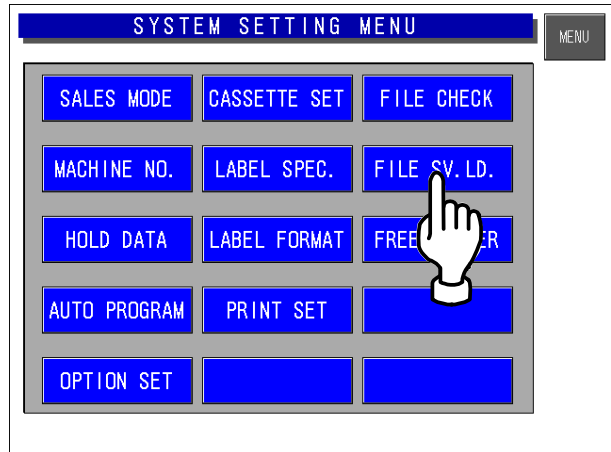 SYSTEM SETTING MENU
MENU
SALES MODE
CASSETTE SET
FILE CHECK
MACHINE NO.
LABEL SPEC.
FILE SV.LD.
HOLD DATA
LABEL FORMAT
FREE
AUTO PROGRAM
PRINT SET
OPTION SET